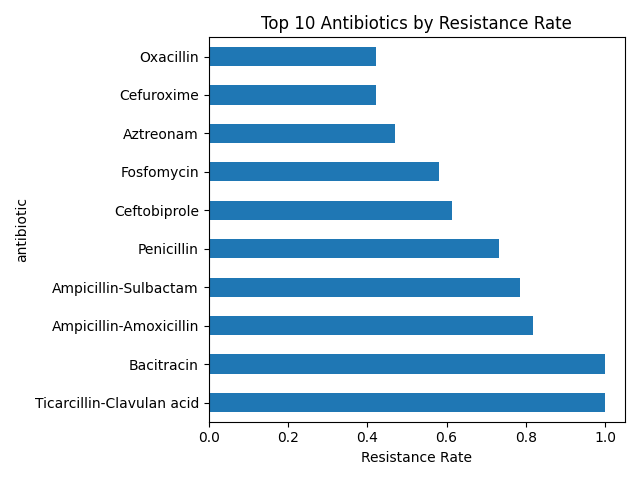 Top 10 Antibiotics by Resistance Rate
Oxacillin
Cefuroxime
Aztreonam
Fosfomycin
Ceftobiprole
Penicillin
Ampicillin-Sulbactam
Ampicillin-Amoxicillin
Bacitracin
Ticarcillin-Clavulan acid
antibiotic
0.0 0.2 0.4 0.6 0.8 1.0
Resistance Rate